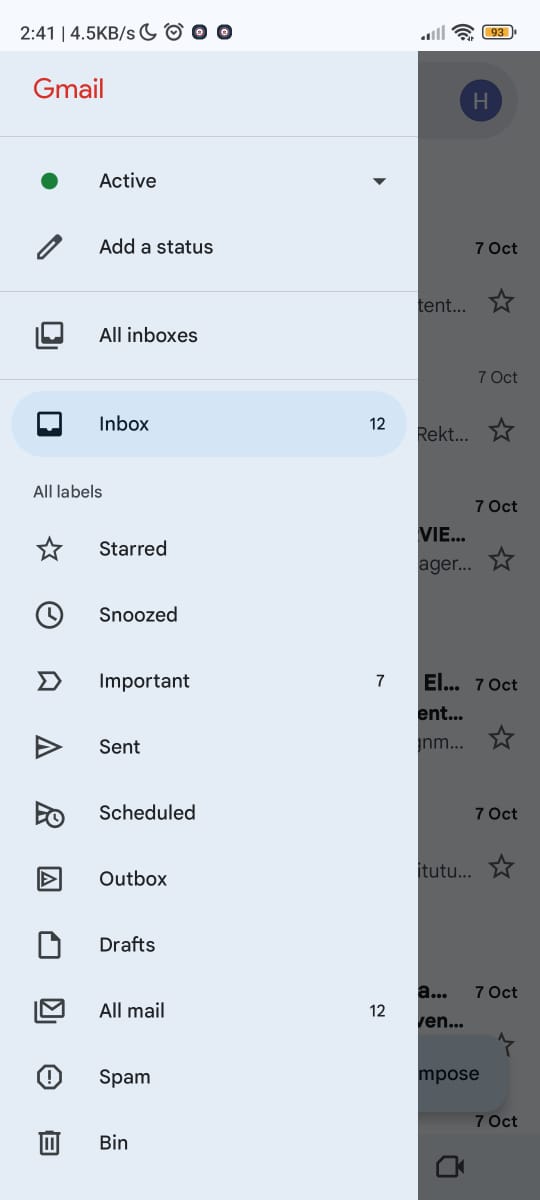 2:41 | 4.5KB/s
93
Gmail
H
Active
Add a status
7 Oct
tent...
All inboxes
7 Oct
Inbox 12
Rekt...
All labels
7 Oct
VIE...
Starred
ager...
Snoozed
Important 7
El... 7 Oct
ent...
Sent
gnm...
Scheduled
7 Oct
Outbox
itutu...
Drafts
a... 7 Oct
All mail 12
ven...
Spam
mpose
7 Oct
Bin